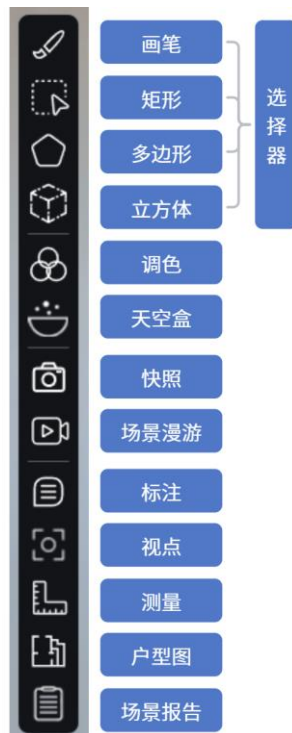 画笔
矩形
多边形
立方体
选择器
调色
天空盒
快照
场景漫游
标注
视点
测量
户型图
场景报告